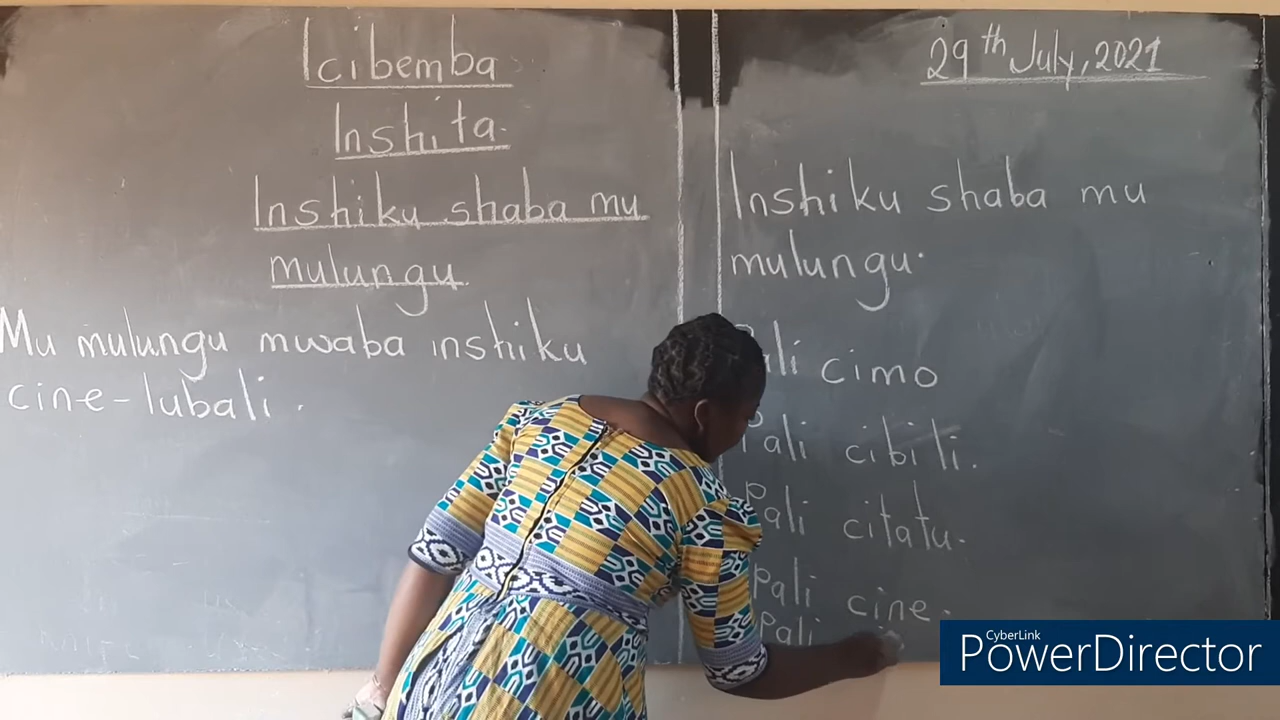 Icibemba
Inshita.
Inshiku shaba mu
mulungu
Mu mulungu mwaba inshiku
cine-lubali.
29th July, 2021
Inshiku shaba mu
mulungu.
Pali cimo
Pali cibili.
Pali citatu.
Pali cine.
Pali
CyberLink
PowerDirector